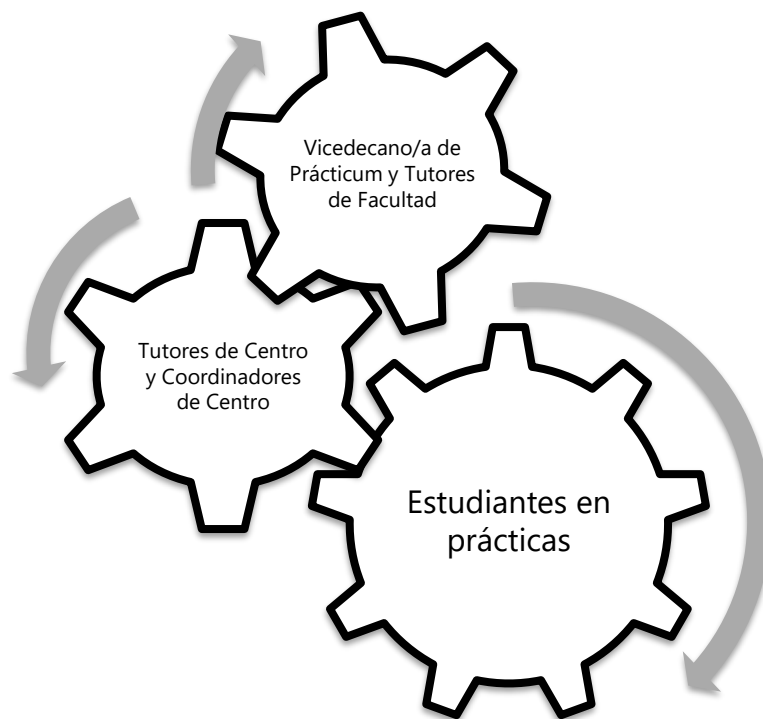 Vicedecano/a de
Prácticum y Tutores
de Facultad
Tutores de Centro
y Coordinadores
de Centro
Estudiantes en
prácticas